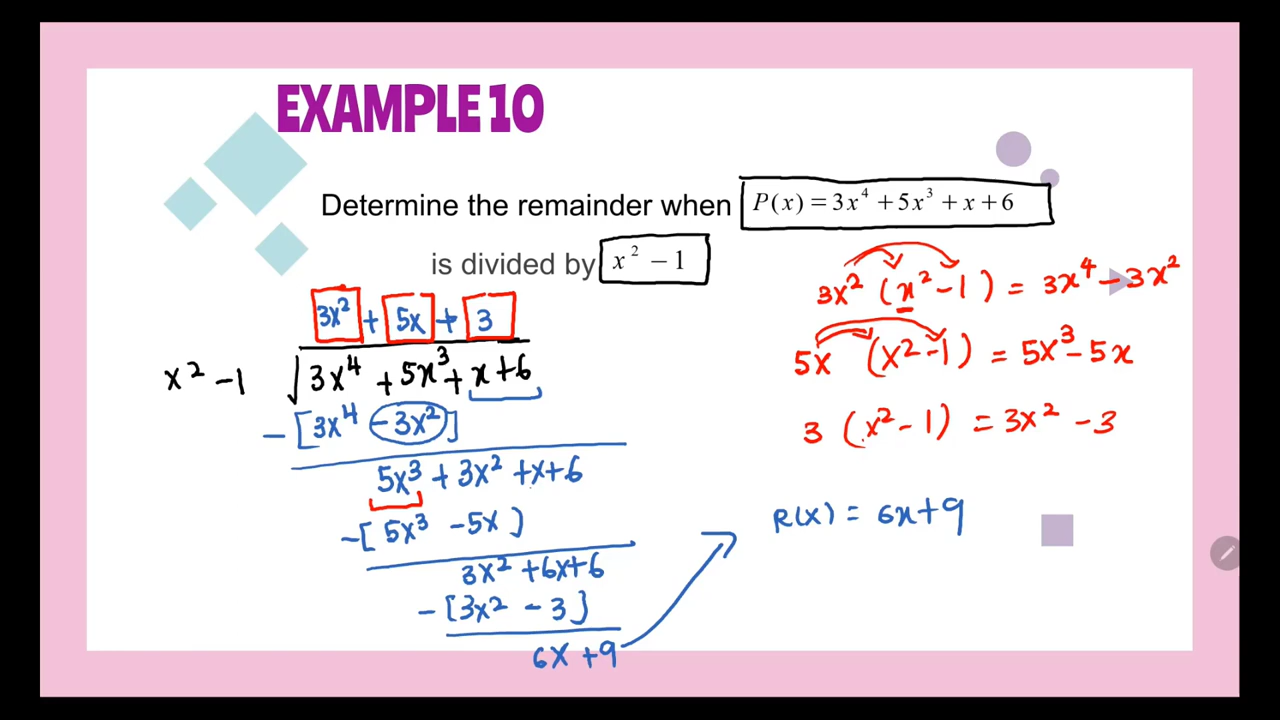 EXAMPLE 10
Determine the remainder when P(x) = 3x⁴ + 5x³ + x + 6
is divided by x² − 1
3x² + 5x + 3
x² − 1 √3x⁴ + 5x³ + x + 6
− [3x⁴ − 3x²]
5x³ + 3x² + x + 6
− [5x³ − 5x]
3x² + 6x + 6
− [3x² − 3]
6x + 9
3x² (x² − 1) = 3x⁴ − 3x²
5x (x² − 1) = 5x³ − 5x
3 (x² − 1) = 3x² − 3
R(x) = 6x + 9